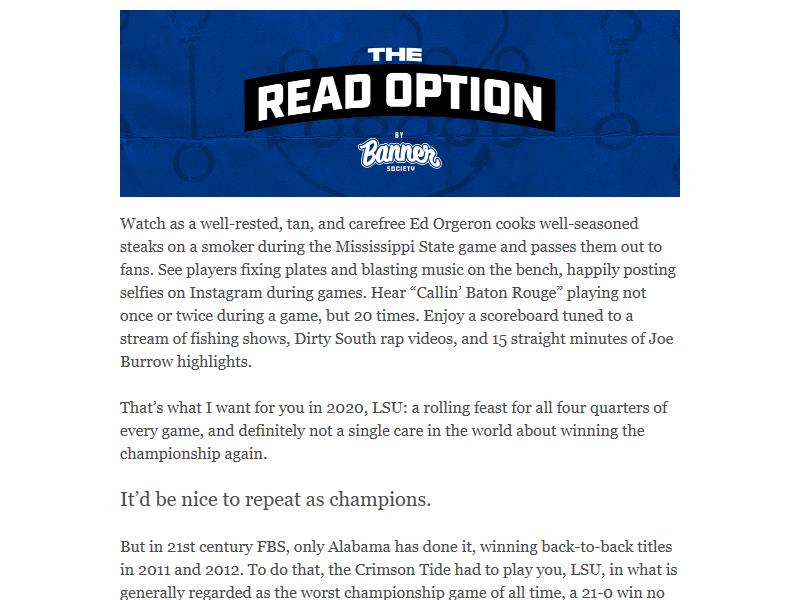 THE
READ OPTION
BY
Banner
SOCIETY
Watch as a well-rested, tan, and carefree Ed Orgeron cooks well-seasoned
steaks on a smoker during the Mississippi State game and passes them out to
fans. See players fixing plates and blasting music on the bench, happily posting
selfies on Instagram during games. Hear “Callin’ Baton Rouge” playing not
once or twice during a game, but 20 times. Enjoy a scoreboard tuned to a
stream of fishing shows, Dirty South rap videos, and 15 straight minutes of Joe
Burrow highlights.
That’s what I want for you in 2020, LSU: a rolling feast for all four quarters of
every game, and definitely not a single care in the world about winning the
championship again.
It’d be nice to repeat as champions.
But in 21st century FBS, only Alabama has done it, winning back-to-back titles
in 2011 and 2012. To do that, the Crimson Tide had to play you, LSU, in what is
generally regarded as the worst championship game of all time, a 21-0 win no